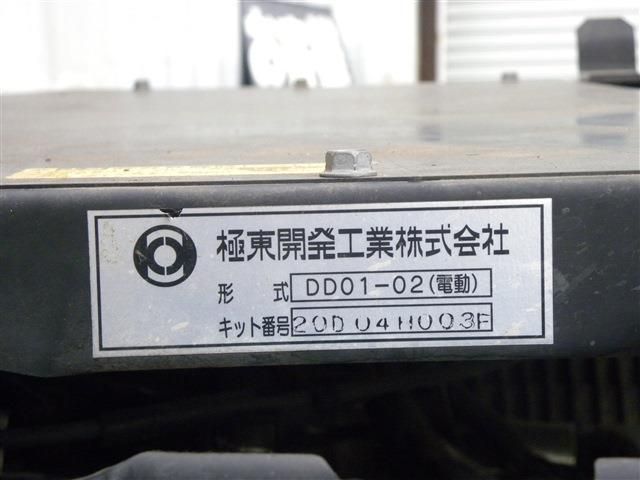 極東開発工業株式会社
形 式 DD01-02(電動)
キット番号 20D04H003F